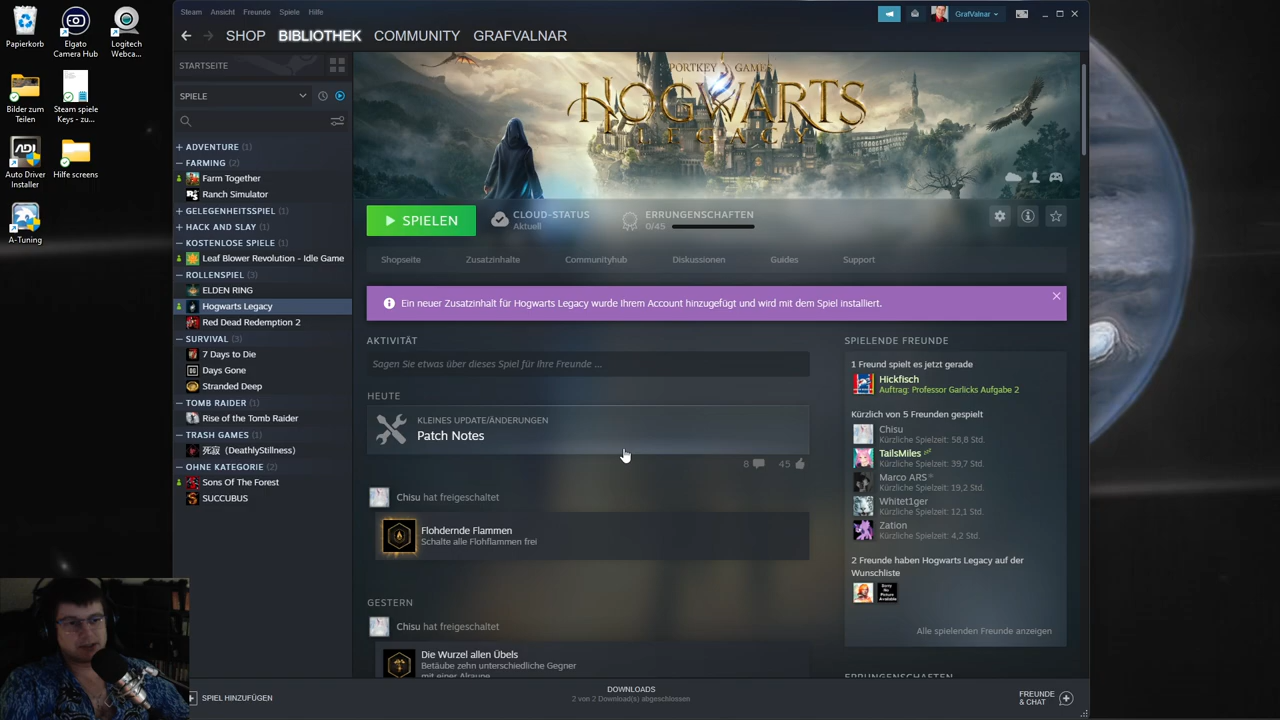 Steam Ansicht Freunde Spiele Hilfe
GrafValnar
SHOP BIBLIOTHEK COMMUNITY GRAFVALNAR
Papierkorb
Elgato
Camera Hub
Logitech
Webca...
Bilder zum
Teilen
Steam spiele
Keys - zu...
Auto Driver
Installer
Hilfe screens
A-Tuning
STARTSEITE
SPIELE
+ ADVENTURE (1)
− FARMING (2)
Farm Together
Ranch Simulator
+ GELEGENHEITSSPIEL (1)
+ HACK AND SLAY (1)
− KOSTENLOSE SPIELE (1)
Leaf Blower Revolution - Idle Game
− ROLLENSPIEL (3)
ELDEN RING
Hogwarts Legacy
Red Dead Redemption 2
− SURVIVAL (3)
7 Days to Die
Days Gone
Stranded Deep
− TOMB RAIDER (1)
Rise of the Tomb Raider
− TRASH GAMES (1)
死寂（DeathlyStillness）
− OHNE KATEGORIE (2)
Sons Of The Forest
SUCCUBUS
PORTKEY GAMES
HOGWARTS
LEGACY
SPIELEN
CLOUD-STATUS
Aktuell
ERRUNGENSCHAFTEN
0/45
Shopseite Zusatzinhalte Communityhub Diskussionen Guides Support
Ein neuer Zusatzinhalt für Hogwarts Legacy wurde Ihrem Account hinzugefügt und wird mit dem Spiel installiert.
AKTIVITÄT
Sagen Sie etwas über dieses Spiel für Ihre Freunde ...
HEUTE
KLEINES UPDATE/ÄNDERUNGEN
Patch Notes
8 45
Chisu hat freigeschaltet
Flohdernde Flammen
Schalte alle Flohflammen frei
GESTERN
Chisu hat freigeschaltet
Die Wurzel allen Übels
Betäube zehn unterschiedliche Gegner
mit einer Alraune
SPIELENDE FREUNDE
1 Freund spielt es jetzt gerade
Hickfisch
Auftrag: Professor Garlicks Aufgabe 2
Kürzlich von 5 Freunden gespielt
Chisu
Kürzliche Spielzeit: 58,8 Std.
TailsMiles
Kürzliche Spielzeit: 39,7 Std.
Marco ARS
Kürzliche Spielzeit: 19,2 Std.
Whitet1ger
Kürzliche Spielzeit: 12,1 Std.
Zation
Kürzliche Spielzeit: 4,2 Std.
2 Freunde haben Hogwarts Legacy auf der
Wunschliste
Alle spielenden Freunde anzeigen
ERRUNGENSCHAFTEN
SPIEL HINZUFÜGEN
DOWNLOADS
2 von 2 Download(s) abgeschlossen
FREUNDE
& CHAT